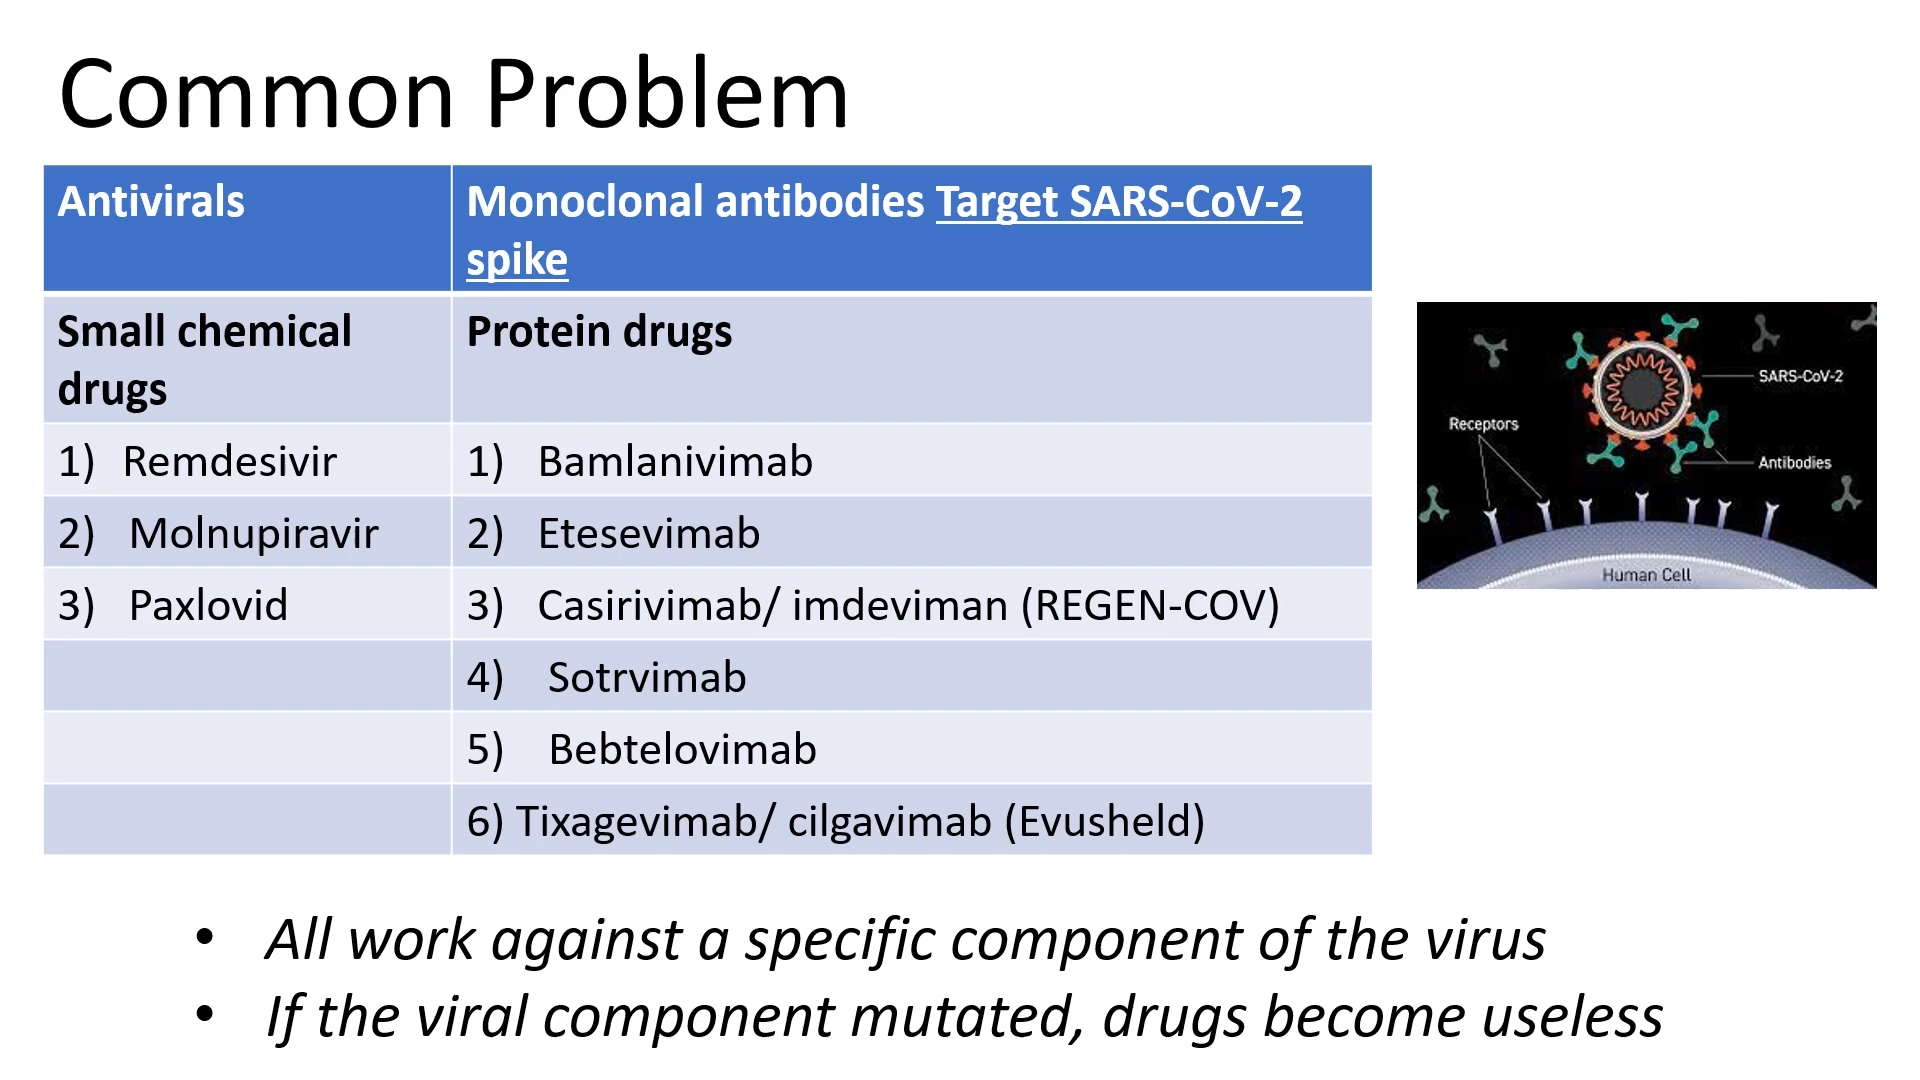 Common Problem
Antivirals
Monoclonal antibodies Target SARS-CoV-2
spike
Small chemical
drugs
Protein drugs
1) Remdesivir
1) Bamlanivimab
2) Molnupiravir
2) Etesevimab
3) Paxlovid
3) Casirivimab/ imdeviman (REGEN-COV)
4) Sotrvimab
5) Bebtelovimab
6) Tixagevimab/ cilgavimab (Evusheld)
SARS-CoV-2
Receptors
Antibodies
Human Cell
• All work against a specific component of the virus
• If the viral component mutated, drugs become useless